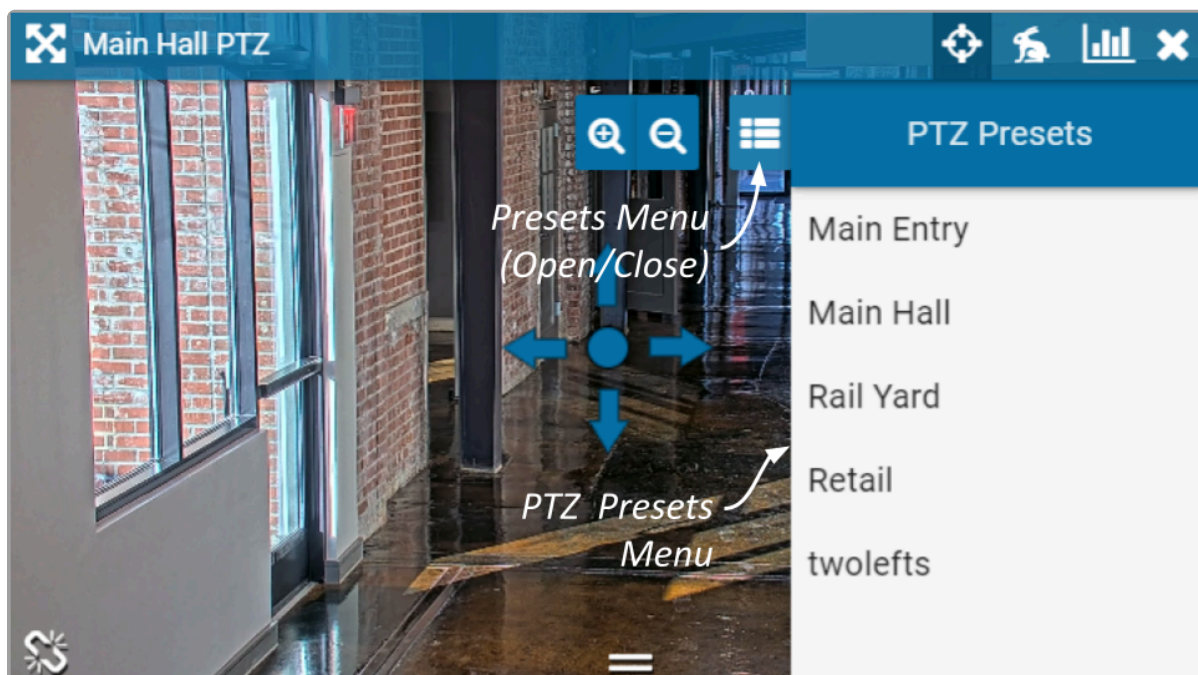 Main Hall PTZ
PTZ Presets
Presets Menu
(Open/Close)
Main Entry
Main Hall
Rail Yard
Retail
twolefts
PTZ Presets
Menu